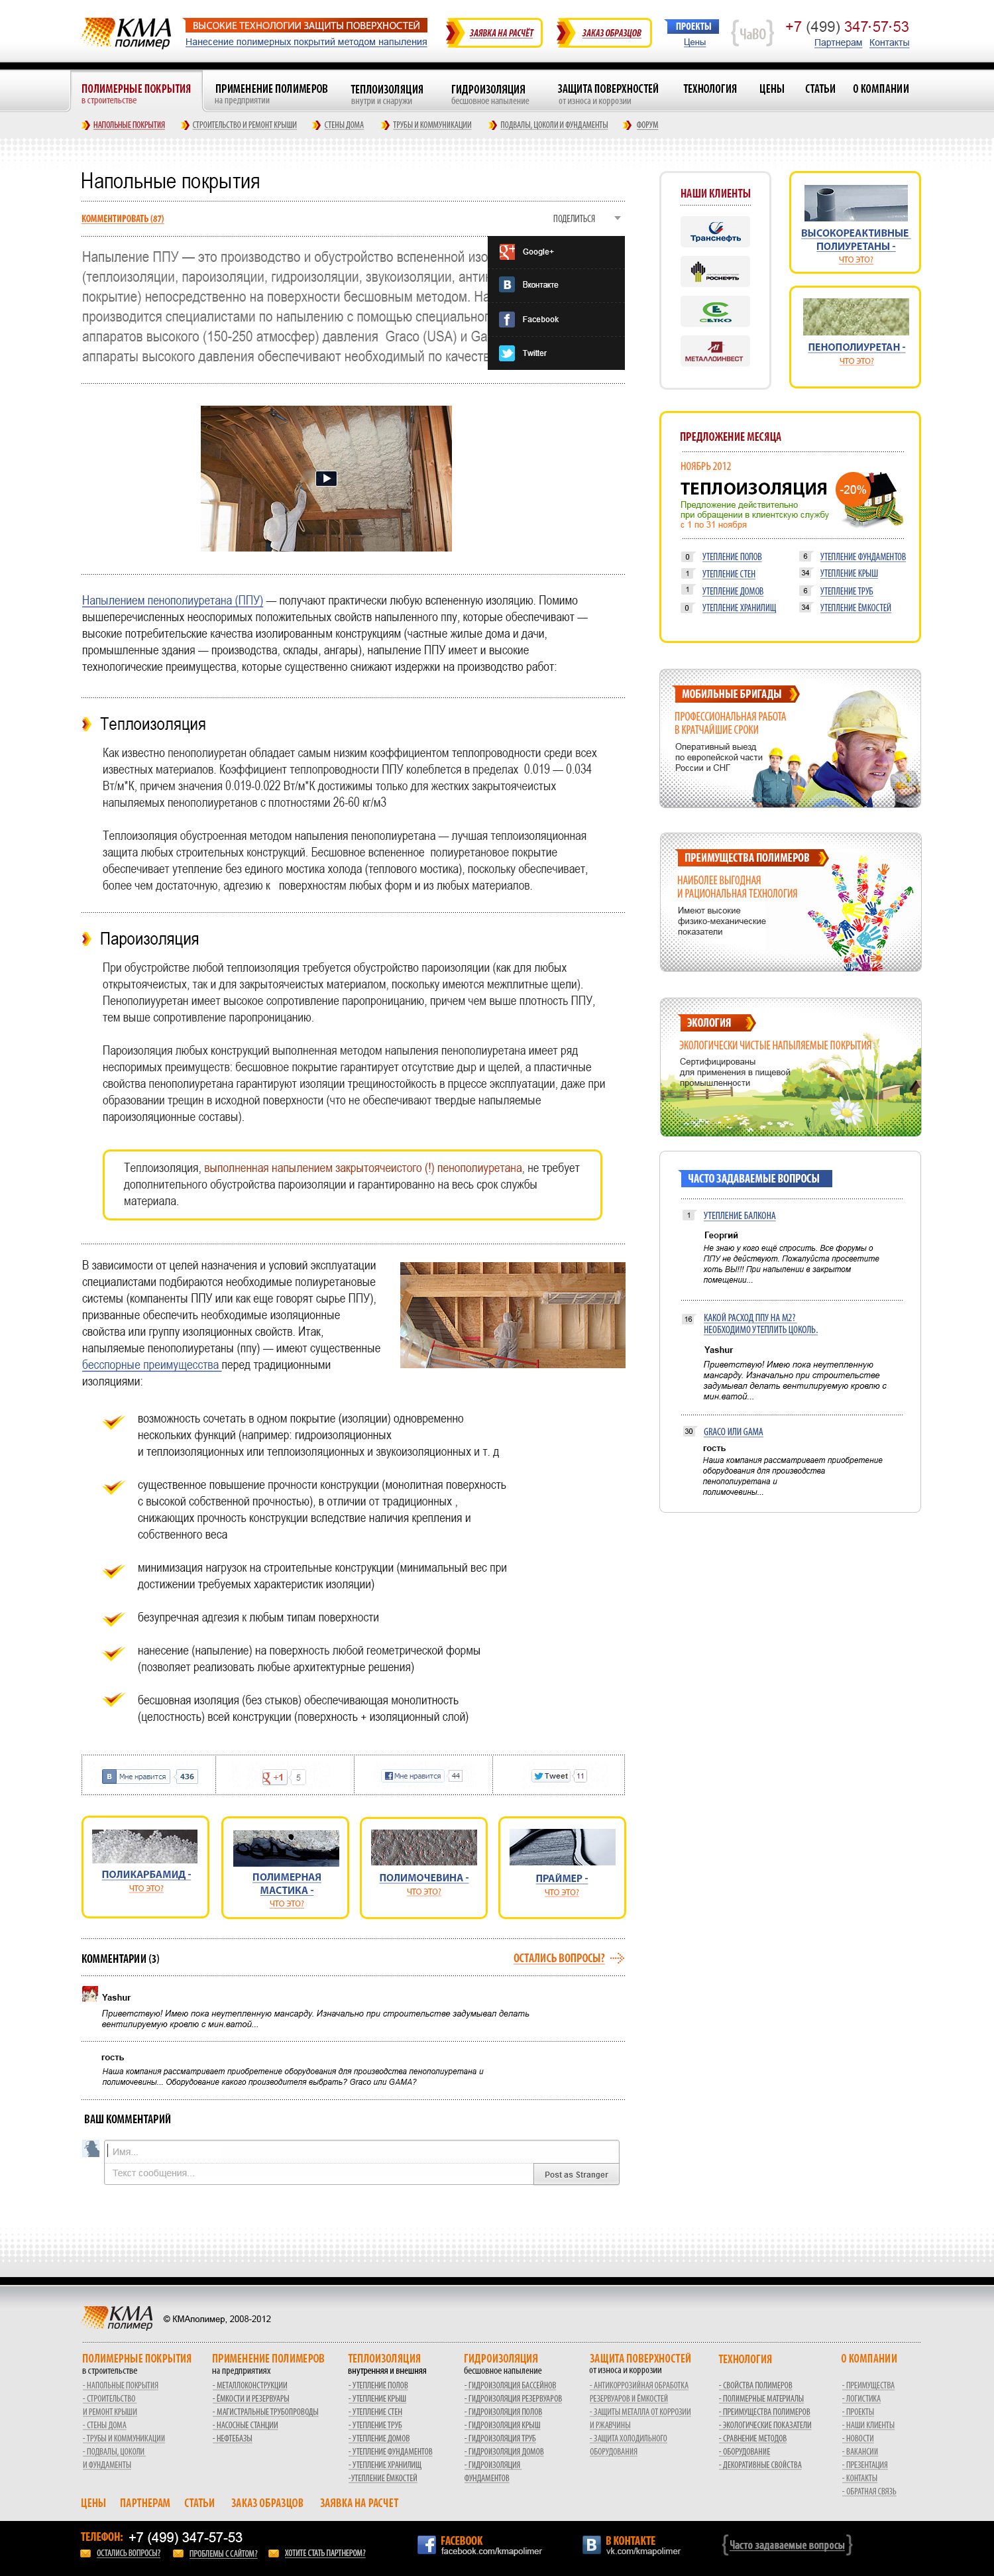 КМА
полимер
ВЫСОКИЕ ТЕХНОЛОГИИ ЗАЩИТЫ ПОВЕРХНОСТЕЙ
Нанесение полимерных покрытий методом напыления
ЗАЯВКА НА РАСЧЁТ
ЗАКАЗ ОБРАЗЦОВ
ПРОЕКТЫ
Цены
{ЧаВО}
+7 (499) 347·57·53
Партнерам Контакты
ПОЛИМЕРНЫЕ ПОКРЫТИЯ
в строительстве
ПРИМЕНЕНИЕ ПОЛИМЕРОВ
на предприятии
ТЕПЛОИЗОЛЯЦИЯ
внутри и снаружи
ГИДРОИЗОЛЯЦИЯ
бесшовное напыление
ЗАЩИТА ПОВЕРХНОСТЕЙ
от износа и коррозии
ТЕХНОЛОГИЯ
ЦЕНЫ
СТАТЬИ
О КОМПАНИИ
НАПОЛЬНЫЕ ПОКРЫТИЯ
СТРОИТЕЛЬСТВО И РЕМОНТ КРЫШИ
СТЕНЫ ДОМА
ТРУБЫ И КОММУНИКАЦИИ
ПОДВАЛЫ, ЦОКОЛИ И ФУНДАМЕНТЫ
ФОРУМ
Напольные покрытия
КОММЕНТИРОВАТЬ (87)
ПОДЕЛИТЬСЯ
Google+
Вконтакте
Facebook
Twitter
Напыление ППУ — это производство и обустройство вспененной изо
(теплоизоляции, пароизоляции, гидроизоляции, звукоизоляции, анти
покрытие) непосредственно на поверхности бесшовным методом. На
производится специалистами по напылению с помощью специальног
аппаратов высокого (150-250 атмосфер) давления Graco (USA) и Ga
аппараты высокого давления обеспечивают необходимый по качеств
Напылением пенополиуретана (ППУ) — получают практически любую вспененную изоляцию. Помимо
вышеперечисленных неоспоримых положительных свойств напыленного ппу, которые обеспечивают —
высокие потребительские качества изолированным конструкциям (частные жилые дома и дачи,
промышленные здания — производства, склады, ангары), напыление ППУ имеет и высокие
технологические преимущества, которые существенно снижают издержки на производство работ:
Теплоизоляция
Как известно пенополиуретан обладает самым низким коэффициентом теплопроводности среди всех
известных материалов. Коэффициент теплопроводности ППУ колеблется в пределах 0.019 — 0.034
Вт/м*К, причем значения 0.019-0.022 Вт/м*К достижимы только для жестких закрытоячеистых
напыляемых пенополиуретанов с плотностями 26-60 кг/м3
Теплоизоляция обустроенная методом напыления пенополиуретана — лучшая теплоизоляционная
защита любых строительных конструкций. Бесшовное вспененное полиуретановое покрытие
обеспечивает утепление без единого мостика холода (теплового мостика), поскольку обеспечивает,
более чем достаточную, адгезию к поверхностям любых форм и из любых материалов.
Пароизоляция
При обустройстве любой теплоизоляции требуется обустройство пароизоляции (как для любых
открытоячеистых, так и для закрытоячеистых материалом, поскольку имеются межплитные щели).
Пенополиуретан имеет высокое сопротивление паропроницанию, причем чем выше плотность ППУ,
тем выше сопротивление паропроницанию.
Пароизоляция любых конструкций выполненная методом напыления пенополиуретана имеет ряд
неспоримых преимуществ: бесшовное покрытие гарантирует отсутствие дыр и щелей, а пластичные
свойства пенополиуретана гарантируют изоляции трещиностойкость в прцессе эксплуатации, даже при
образовании трещин в исходной поверхности (что не обеспечивают твердые напыляемые
пароизоляционные составы).
Теплоизоляция, выполненная напылением закрытоячеистого (!) пенополиуретана, не требует
дополнительного обустройства пароизоляции и гарантированно на весь срок службы
материала.
В зависимости от целей назначения и условий эксплуатации
специалистами подбираются необходимые полиуретановые
системы (компаненты ППУ или как еще говорят сырье ППУ),
призванные обеспечить необходимые изоляционные
свойства или группу изоляционных свойств. Итак,
напыляемые пенополиуретаны (ппу) — имеют существенные
бесспорные преимущесства перед традиционными
изоляциями:
возможность сочетать в одном покрытие (изоляции) одновременно
нескольких функций (например: гидроизоляционных
и теплоизоляционных или теплоизоляционных и звукоизоляционных и т. д
существенное повышение прочности конструкции (монолитная поверхность
с высокой собственной прочностью), в отличии от традиционных ,
снижающих прочность конструкции вследствие наличия крепления и
собственного веса
минимизация нагрузок на строительные конструкции (минимальный вес при
достижении требуемых характеристик изоляции)
безупречная адгезия к любым типам поверхности
нанесение (напыление) на поверхность любой геометрической формы
(позволяет реализовать любые архитектурные решения)
бесшовная изоляция (без стыков) обеспечивающая монолитность
(целостность) всей конструкции (поверхность + изоляционный слой)
Мне нравится 436
+1 5
Мне нравится 44
Tweet 11
ПОЛИКАРБАМИД -
ЧТО ЭТО?
ПОЛИМЕРНАЯ
МАСТИКА -
ЧТО ЭТО?
ПОЛИМОЧЕВИНА -
ЧТО ЭТО?
ПРАЙМЕР -
ЧТО ЭТО?
КОММЕНТАРИИ (3)
ОСТАЛИСЬ ВОПРОСЫ?
Yashur
Приветствую! Имею пока неутепленную мансарду. Изначально при строительстве задумывал делать
вентилируемую кровлю с мин.ватой...
гость
Наша компания рассматривает приобретение оборудования для производства пенополиуретана и
полимочевины... Оборудование какого производителя выбрать? Graco или GAMA?
ВАШ КОММЕНТАРИЙ
Имя...
Текст сообщения...
Post as Stranger
НАШИ КЛИЕНТЫ
Транснефть
РОСНЕФТЬ
СЕТКО
МЕТАЛЛОИНВЕСТ
ВЫСОКОРЕАКТИВНЫЕ
ПОЛИУРЕТАНЫ -
ЧТО ЭТО?
ПЕНОПОЛИУРЕТАН -
ЧТО ЭТО?
ПРЕДЛОЖЕНИЕ МЕСЯЦА
НОЯБРЬ 2012
ТЕПЛОИЗОЛЯЦИЯ
-20%
Предложение действительно
при обращении в клиентскую службу
с 1 по 31 ноября
0 УТЕПЛЕНИЕ ПОЛОВ
6 УТЕПЛЕНИЕ ФУНДАМЕНТОВ
1 УТЕПЛЕНИЕ СТЕН
34 УТЕПЛЕНИЕ КРЫШ
1 УТЕПЛЕНИЕ ДОМОВ
6 УТЕПЛЕНИЕ ТРУБ
0 УТЕПЛЕНИЕ ХРАНИЛИЩ
34 УТЕПЛЕНИЕ ЁМКОСТЕЙ
МОБИЛЬНЫЕ БРИГАДЫ
ПРОФЕССИОНАЛЬНАЯ РАБОТА
В КРАТЧАЙШИЕ СРОКИ
Оперативный выезд
по европейской части
России и СНГ
ПРЕИМУЩЕСТВА ПОЛИМЕРОВ
НАИБОЛЕЕ ВЫГОДНАЯ
И РАЦИОНАЛЬНАЯ ТЕХНОЛОГИЯ
Имеют высокие
физико-механические
показатели
ЭКОЛОГИЯ
ЭКОЛОГИЧЕСКИ ЧИСТЫЕ НАПЫЛЯЕМЫЕ ПОКРЫТИЯ
Сертифицированы
для применения в пищевой
промышленности
ЧАСТО ЗАДАВАЕМЫЕ ВОПРОСЫ
1 УТЕПЛЕНИЕ БАЛКОНА
Георгий
Не знаю у кого ещё спросить. Все форумы о
ППУ не действуют. Пожалуйста просветите
хоть ВЫ!!! При напылении в закрытом
помещении...
16 КАКОЙ РАСХОД ППУ НА М2?
НЕОБХОДИМО УТЕПЛИТЬ ЦОКОЛЬ.
Yashur
Приветствую! Имею пока неутепленную
мансарду. Изначально при строительстве
задумывал делать вентилируемую кровлю с
мин.ватой...
30 GRACO ИЛИ GAMA
гость
Наша компания рассматривает приобретение
оборудования для производства
пенополиуретана и
полимочевины...
КМА
полимер
© КМАполимер, 2008-2012
ПОЛИМЕРНЫЕ ПОКРЫТИЯ
в строительстве
- НАПОЛЬНЫЕ ПОКРЫТИЯ
- СТРОИТЕЛЬСТВО
И РЕМОНТ КРЫШИ
- СТЕНЫ ДОМА
- ТРУБЫ И КОММУНИКАЦИИ
- ПОДВАЛЫ, ЦОКОЛИ
И ФУНДАМЕНТЫ
ПРИМЕНЕНИЕ ПОЛИМЕРОВ
на предприятиях
- МЕТАЛЛОКОНСТРУКЦИИ
- ЁМКОСТИ И РЕЗЕРВУАРЫ
- МАГИСТРАЛЬНЫЕ ТРУБОПРОВОДЫ
- НАСОСНЫЕ СТАНЦИИ
- НЕФТЕБАЗЫ
ТЕПЛОИЗОЛЯЦИЯ
внутренняя и внешняя
- УТЕПЛЕНИЕ ПОЛОВ
- УТЕПЛЕНИЕ КРЫШ
- УТЕПЛЕНИЕ СТЕН
- УТЕПЛЕНИЕ ТРУБ
- УТЕПЛЕНИЕ ДОМОВ
- УТЕПЛЕНИЕ ФУНДАМЕНТОВ
- УТЕПЛЕНИЕ ХРАНИЛИЩ
-УТЕПЛЕНИЕ ЁМКОСТЕЙ
ГИДРОИЗОЛЯЦИЯ
бесшовное напыление
- ГИДРОИЗОЛЯЦИЯ БАССЕЙНОВ
- ГИДРОИЗОЛЯЦИЯ РЕЗЕРВУАРОВ
- ГИДРОИЗОЛЯЦИЯ ПОЛОВ
- ГИДРОИЗОЛЯЦИЯ КРЫШ
- ГИДРОИЗОЛЯЦИЯ ТРУБ
- ГИДРОИЗОЛЯЦИЯ ДОМОВ
- ГИДРОИЗОЛЯЦИЯ
ФУНДАМЕНТОВ
ЗАЩИТА ПОВЕРХНОСТЕЙ
от износа и коррозии
- АНТИКОРРОЗИЙНАЯ ОБРАБОТКА
РЕЗЕРВУАРОВ И ЁМКОСТЕЙ
- ЗАЩИТЫ МЕТАЛЛА ОТ КОРРОЗИИ
И РЖАВЧИНЫ
- ЗАЩИТА ХОЛОДИЛЬНОГО
ОБОРУДОВАНИЯ
ТЕХНОЛОГИЯ
- СВОЙСТВА ПОЛИМЕРОВ
- ПОЛИМЕРНЫЕ МАТЕРИАЛЫ
- ПРЕИМУЩЕСТВА ПОЛИМЕРОВ
- ЭКОЛОГИЧЕСКИЕ ПОКАЗАТЕЛИ
- СРАВНЕНИЕ МЕТОДОВ
- ОБОРУДОВАНИЕ
- ДЕКОРАТИВНЫЕ СВОЙСТВА
О КОМПАНИИ
- ПРЕИМУЩЕСТВА
- ЛОГИСТИКА
- ПРОЕКТЫ
- НАШИ КЛИЕНТЫ
- НОВОСТИ
- ВАКАНСИИ
- ПРЕЗЕНТАЦИЯ
- КОНТАКТЫ
- ОБРАТНАЯ СВЯЗЬ
ЦЕНЫ ПАРТНЕРАМ СТАТЬИ ЗАКАЗ ОБРАЗЦОВ ЗАЯВКА НА РАСЧЕТ
ТЕЛЕФОН: +7 (499) 347-57-53
ОСТАЛИСЬ ВОПРОСЫ?
ПРОБЛЕМЫ С САЙТОМ?
ХОТИТЕ СТАТЬ ПАРТНЕРОМ?
FACEBOOK
facebook.com/kmapolimer
В КОНТАКТЕ
vk.com/kmapolimer
{Часто задаваемые вопросы}